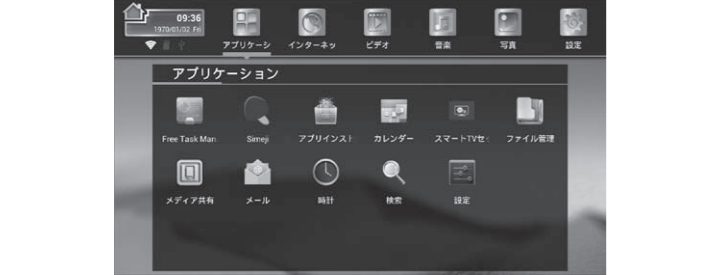 09:36
1970/01/02 Fri
アプリケーシ
インターネッ
ビデオ
音楽
写真
設定
アプリケーション
Free Task Man
Simeji
アプリインスト
カレンダー
スマートTVセ
ファイル管理
メディア共有
メール
時計
検索
設定